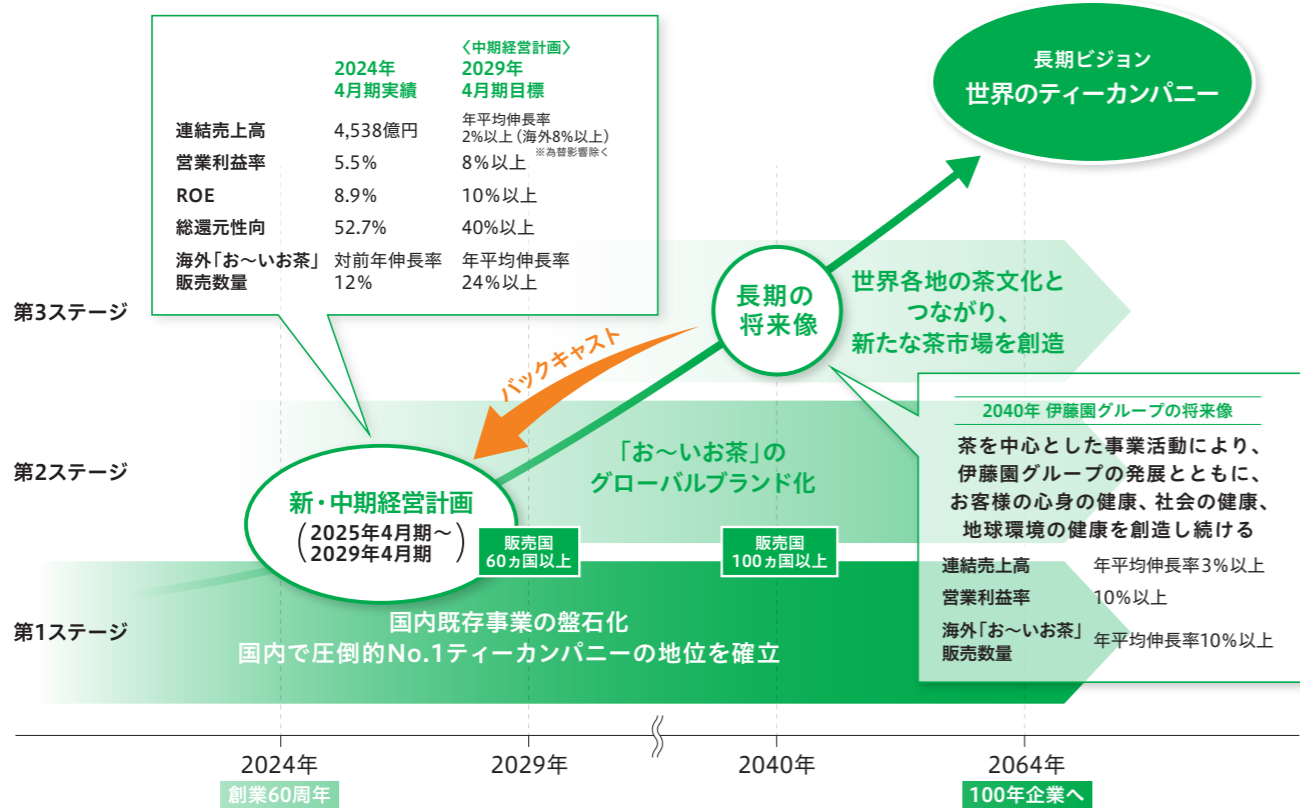 長期ビジョン
世界のティーカンパニー
2024年
4月期実績
〈中期経営計画〉
2029年
4月期目標
連結売上高
4,538億円
年平均伸長率
2%以上（海外8%以上）
※為替影響除く
営業利益率
5.5%
8%以上
ROE
8.9%
10%以上
総還元性向
52.7%
40%以上
海外「お～いお茶」
販売数量
対前年伸長率
12%
年平均伸長率
24%以上
第3ステージ
長期の
将来像
世界各地の茶文化と
つながり、
新たな茶市場を創造
バックキャスト
第2ステージ
「お～いお茶」の
グローバルブランド化
新・中期経営計画
（2025年4月期～
2029年4月期）
販売国
60ヵ国以上
販売国
100ヵ国以上
2040年 伊藤園グループの将来像
茶を中心とした事業活動により、
伊藤園グループの発展とともに、
お客様の心身の健康、社会の健康、
地球環境の健康を創造し続ける
連結売上高
年平均伸長率3%以上
営業利益率
10%以上
海外「お～いお茶」
販売数量
年平均伸長率10%以上
第1ステージ
国内既存事業の盤石化
国内で圧倒的No.1ティーカンパニーの地位を確立
2024年
創業60周年
2029年
2040年
2064年
100年企業へ